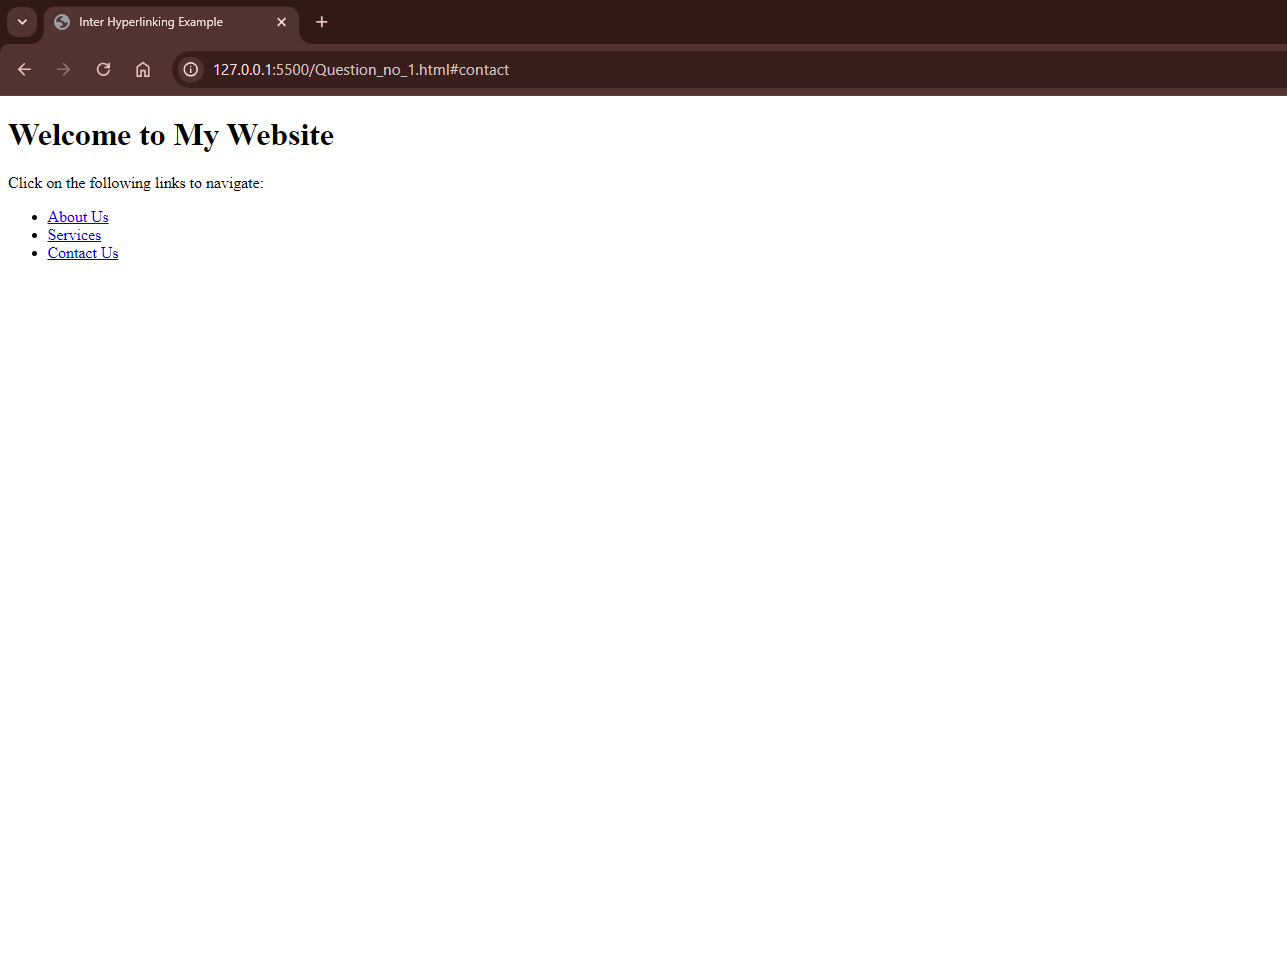 Inter Hyperlinking Example
127.0.0.1:5500/Question_no_1.html#contact
Welcome to My Website
Click on the following links to navigate:
About Us
Services
Contact Us